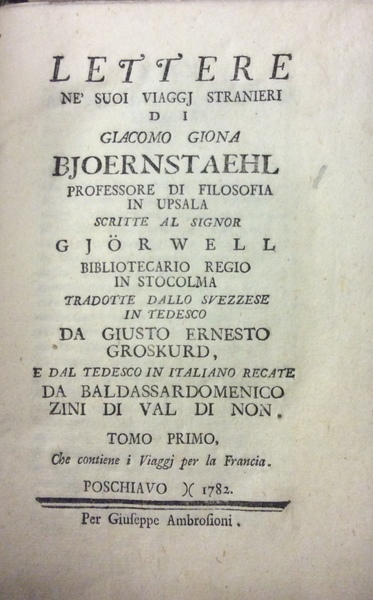 LETTERE
NE' SUOI VIAGGJ STRANIERI
DI
GIACOMO GIONA
BJOERNSTAEHL
PROFESSORE DI FILOSOFIA
IN UPSALA
SCRITTE AL SIGNOR
GJÖRWELL
BIBLIOTECARIO REGIO
IN STOCOLMA
TRADOTTE DALLO SVEZZESE
IN TEDESCO
DA GIUSTO ERNESTO
GROSKURD,
E DAL TEDESCO IN ITALIANO RECATE
DA BALDASSARDOMENICO
ZINI DI VAL DI NON.
TOMO PRIMO,
Che contiene i Viaggj per la Francia.
POSCHIAVO )( 1782.
Per Giuſeppe Ambroſioni.